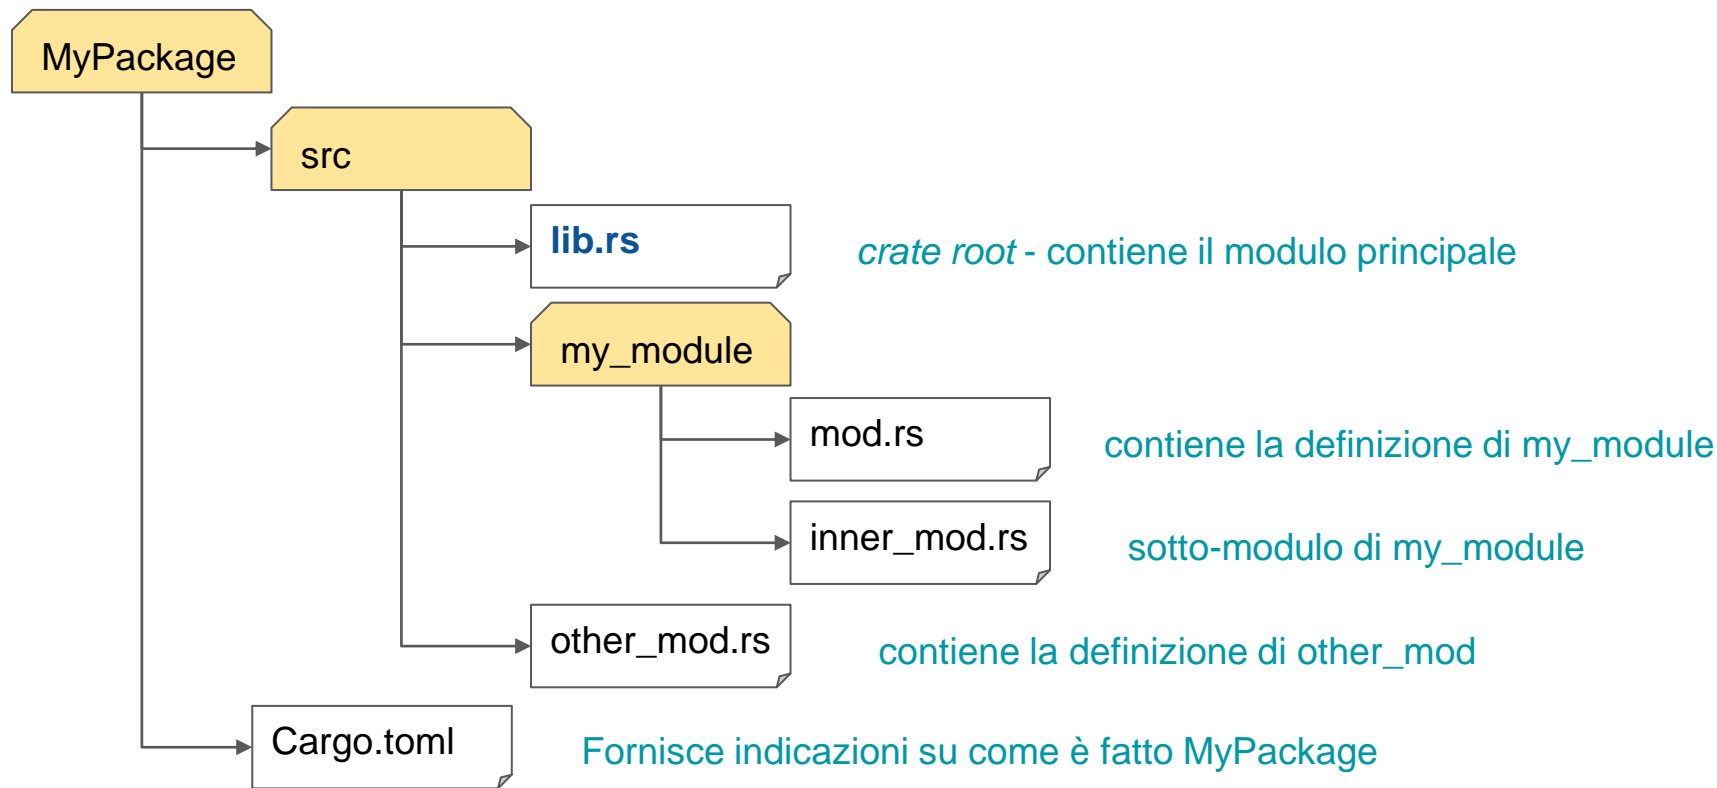 MyPackage
src
lib.rs
crate root - contiene il modulo principale
my_module
mod.rs
contiene la definizione di my_module
inner_mod.rs
sotto-modulo di my_module
other_mod.rs
contiene la definizione di other_mod
Cargo.toml
Fornisce indicazioni su come è fatto MyPackage